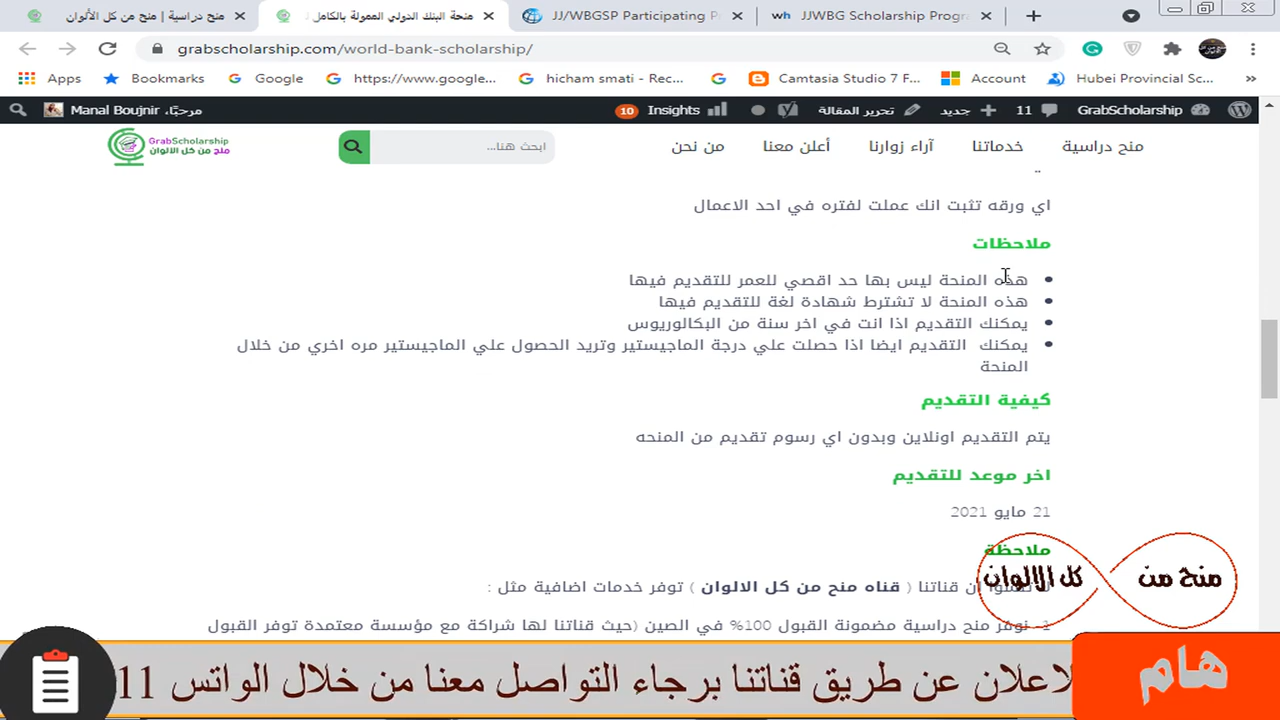 منح دراسية | منح من كل الألوان
منحة البنك الدولي الممولة بالكامل
JJ/WBGSP Participating P
JJWBG Scholarship Progra
grabscholarship.com/world-bank-scholarship/
Apps
Bookmarks
Google
https://www.google...
hicham smati - Rec...
Camtasia Studio 7 F...
Account
Hubei Provincial Sc...
»
مرحبًا، Manal Boujnir
10 Insights
تحرير المقالة
جديد
11
GrabScholarship
GrabScholarship
منح من كل الالوان
ابحث هنا...
منح دراسية
خدماتنا
آراء زوارنا
أعلن معنا
من نحن
اي ورقه تثبت انك عملت لفتره في احد الاعمال
ملاحظات
هذه المنحة ليس بها حد اقصي للعمر للتقديم فيها
هذه المنحة لا تشترط شهادة لغة للتقديم فيها
يمكنك التقديم اذا انت في اخر سنة من البكالوريوس
يمكنك التقديم ايضا اذا حصلت علي درجة الماجيستير وتريد الحصول علي الماجيستير مره اخري من خلال
المنحة
كيفية التقديم
يتم التقديم اونلاين وبدون اي رسوم تقديم من المنحه
اخر موعد للتقديم
21 مايو 2021
ملاحظة
ان قناتنا ( قناه منح من كل الالوان ) توفر خدمات اضافية مثل :
1- نوفر منح دراسية مضمونة القبول 100% في الصين (حيث قناتنا لها شراكة مع مؤسسة معتمدة توفر القبول
منح من كل الالوان
هام
لاعلان عن طريق قناتنا برجاء التواصل معنا من خلال الواتس 11